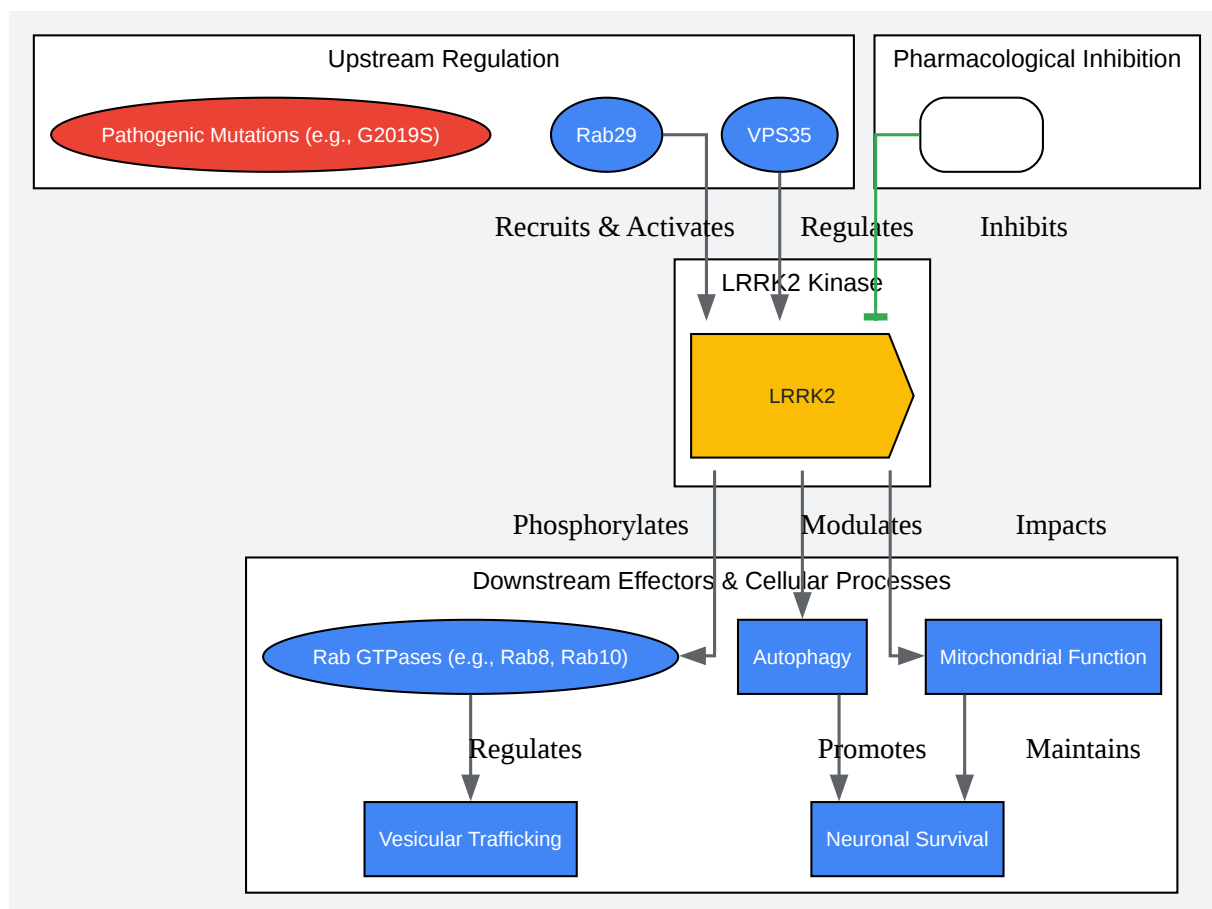 Upstream Regulation
Pharmacological Inhibition
Pathogenic Mutations (e.g., G2019S)
Rab29
VPS35
Recruits & Activates
Regulates
Inhibits
LRRK2 Kinase
LRRK2
Phosphorylates
Modulates
Impacts
Downstream Effectors & Cellular Processes
Rab GTPases (e.g., Rab8, Rab10)
Autophagy
Mitochondrial Function
Regulates
Promotes
Maintains
Vesicular Trafficking
Neuronal Survival